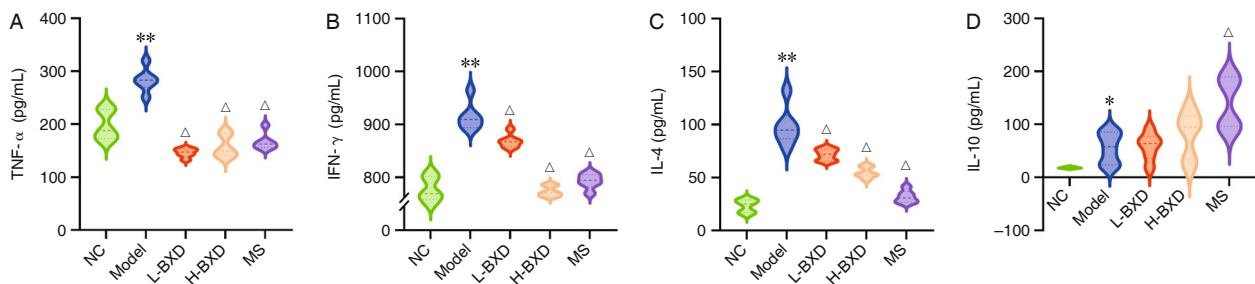 A
TNF-α (pg/mL)
400
300
200
100
0
**
△
△
△
NC
Model
L-BXD
H-BXD
MS
B
IFN-γ (pg/mL)
1100
1000
900
800
0
**
△
△
△
NC
Model
L-BXD
H-BXD
MS
C
IL-4 (pg/mL)
100
150
100
50
0
**
△
△
△
NC
Model
L-BXD
H-BXD
MS
D
IL-10 (pg/mL)
300
200
100
0
−100
*
△
NC
Model
L-BXD
H-BXD
MS